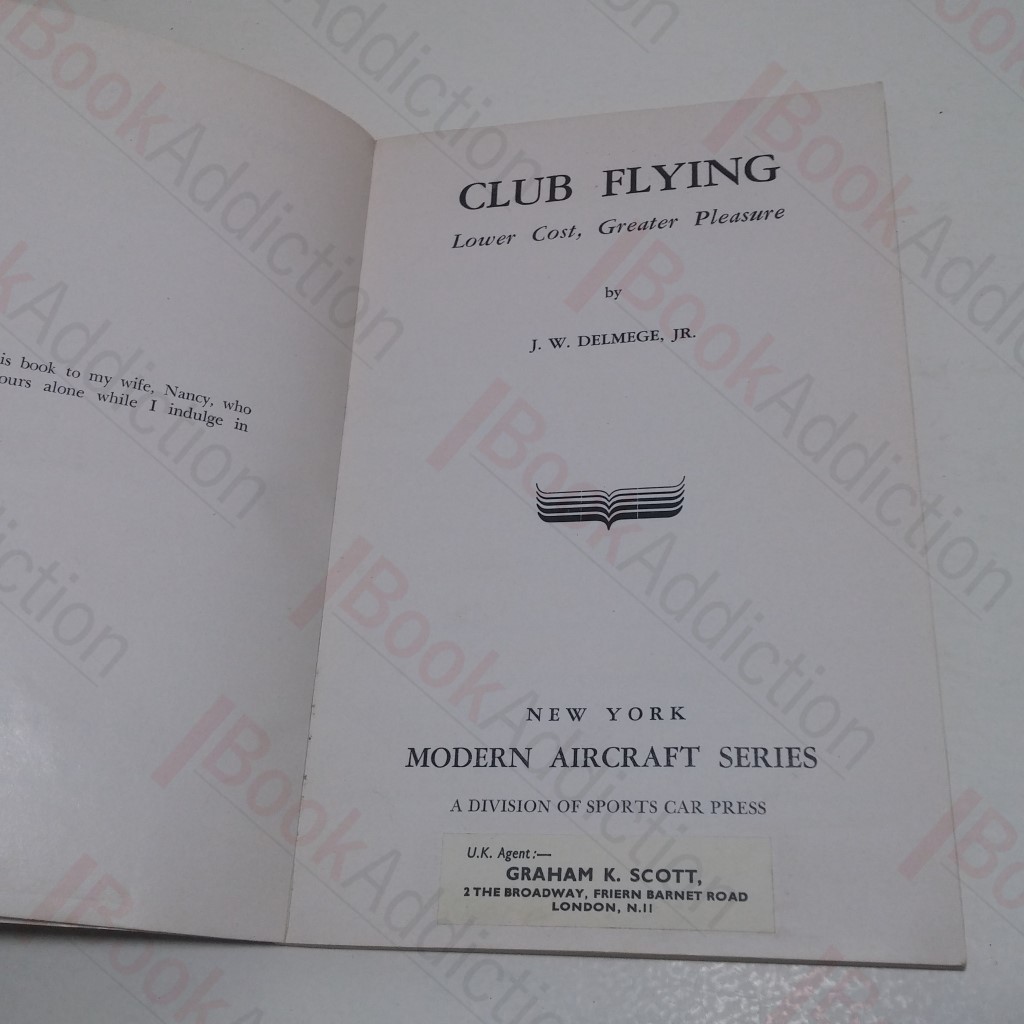 is book to my wife, Nancy, who
ours alone while I indulge in
CLUB FLYING
Lower Cost, Greater Pleasure
by
J. W. DELMEGE, JR.
NEW YORK
MODERN AIRCRAFT SERIES
A DIVISION OF SPORTS CAR PRESS
U.K. Agent:—
GRAHAM K. SCOTT,
2 THE BROADWAY, FRIERN BARNET ROAD
LONDON, N.11
BookAddiction